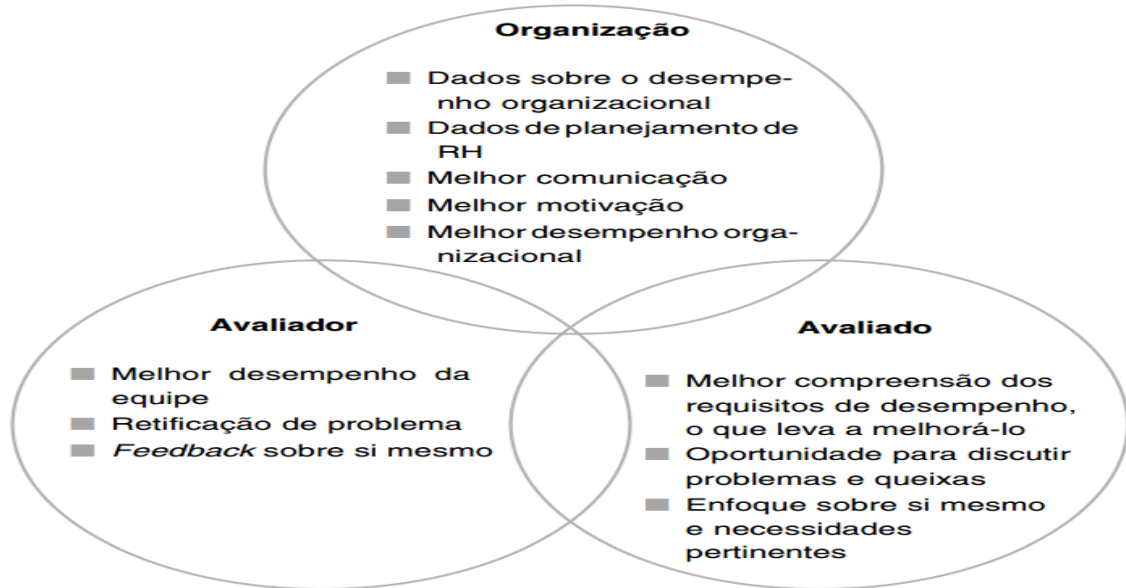 Organização
Dados sobre o desempe-
nho organizacional
Dados de planejamento de
RH
Melhor comunicação
Melhor motivação
Melhor desempenho orga-
nizacional
Avaliador
Melhor desempenho da
equipe
Retificação de problema
Feedback sobre si mesmo
Avaliado
Melhor compreensão dos
requisitos de desempenho,
o que leva a melhorá-lo
Oportunidade para discutir
problemas e queixas
Enfoque sobre si mesmo
e necessidades
pertinentes